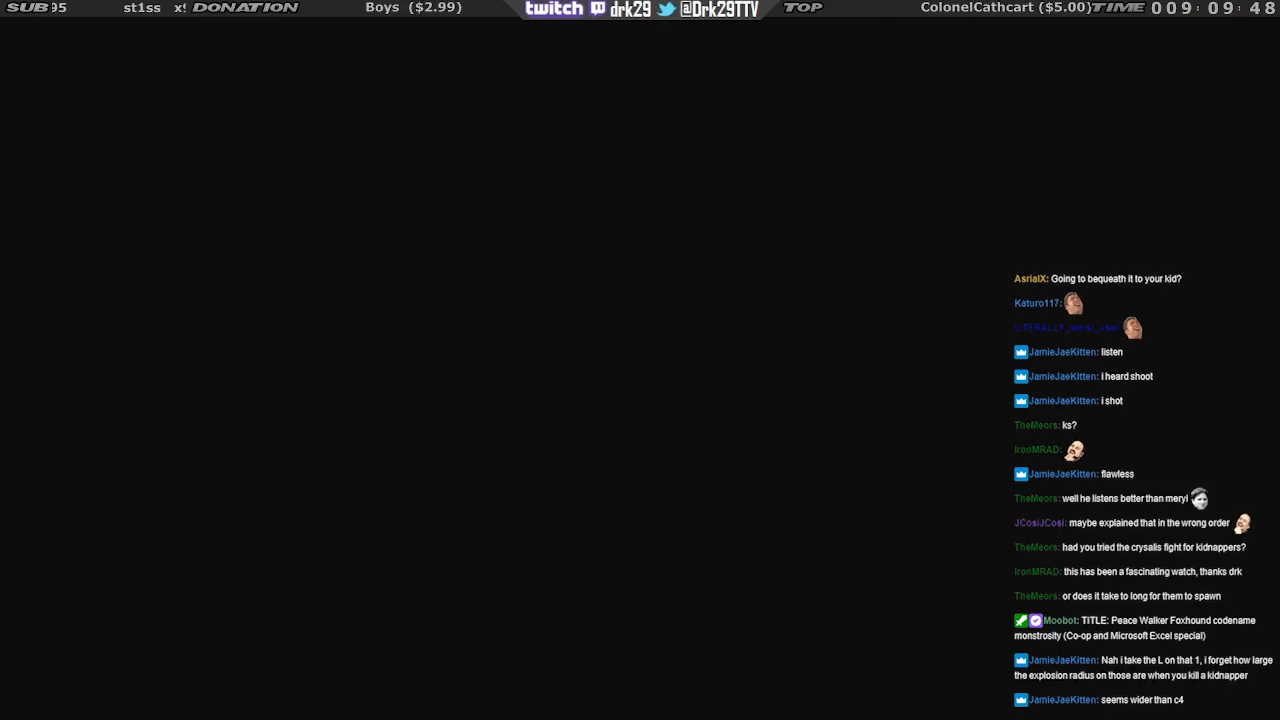 SUB 95 st1ss x! DONATION Boys ($2.99) twitch drk29 @Drk29TTV TOP ColonelCathcart ($5.00) TIME 009:09:48
AsrialX: Going to bequeath it to your kid?
Katuro117:
LITERALLY_worst_user:
JamieJaeKitten: listen
JamieJaeKitten: i heard shoot
JamieJaeKitten: i shot
TheMeors: ks?
IronMRAD:
JamieJaeKitten: flawless
TheMeors: well he listens better than meryl
JCosiJCosi: maybe explained that in the wrong order
TheMeors: had you tried the crysalis fight for kidnappers?
IronMRAD: this has been a fascinating watch, thanks drk
TheMeors: or does it take to long for them to spawn
Moobot: TITLE: Peace Walker Foxhound codename
monstrosity (Co-op and Microsoft Excel special)
JamieJaeKitten: Nah i take the L on that 1, i forget how large
the explosion radius on those are when you kill a kidnapper
JamieJaeKitten: seems wider than c4